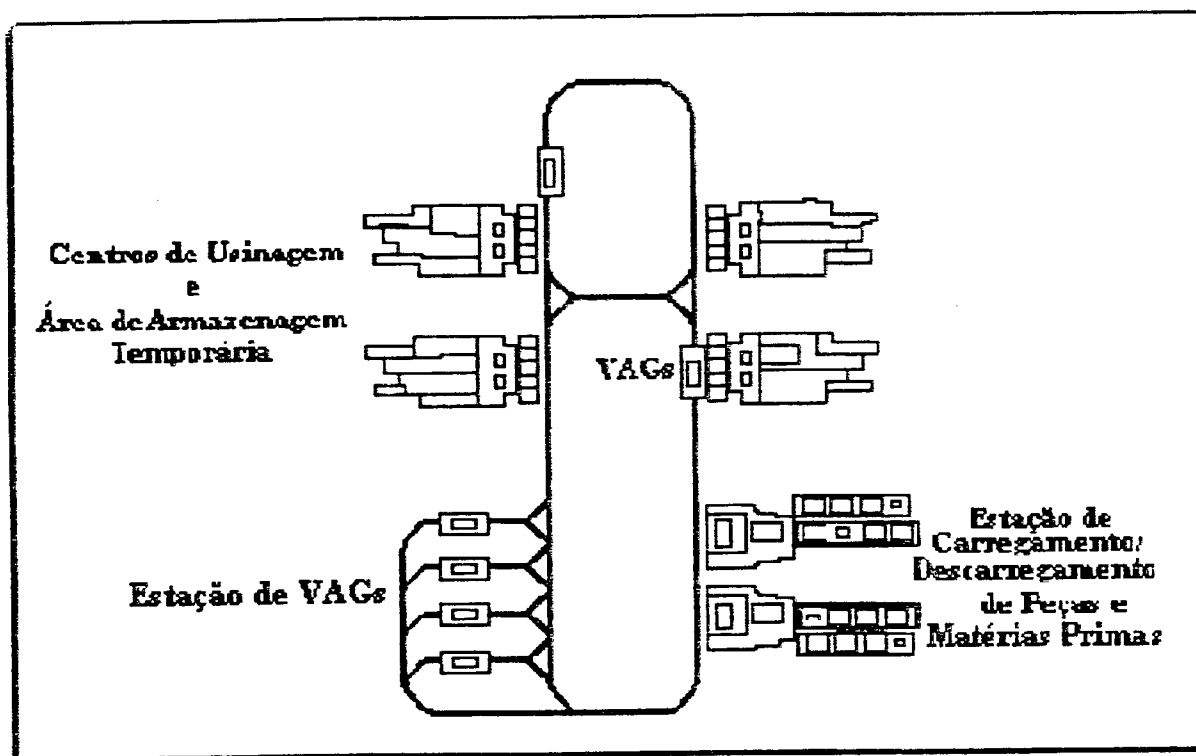 Centros de Usinagem
e
Área de Armazenagem
Temporária
VAGs
Estação de VAGs
Estação de
Carregamento/
Descarregamento
de Peças e
Matérias Primas